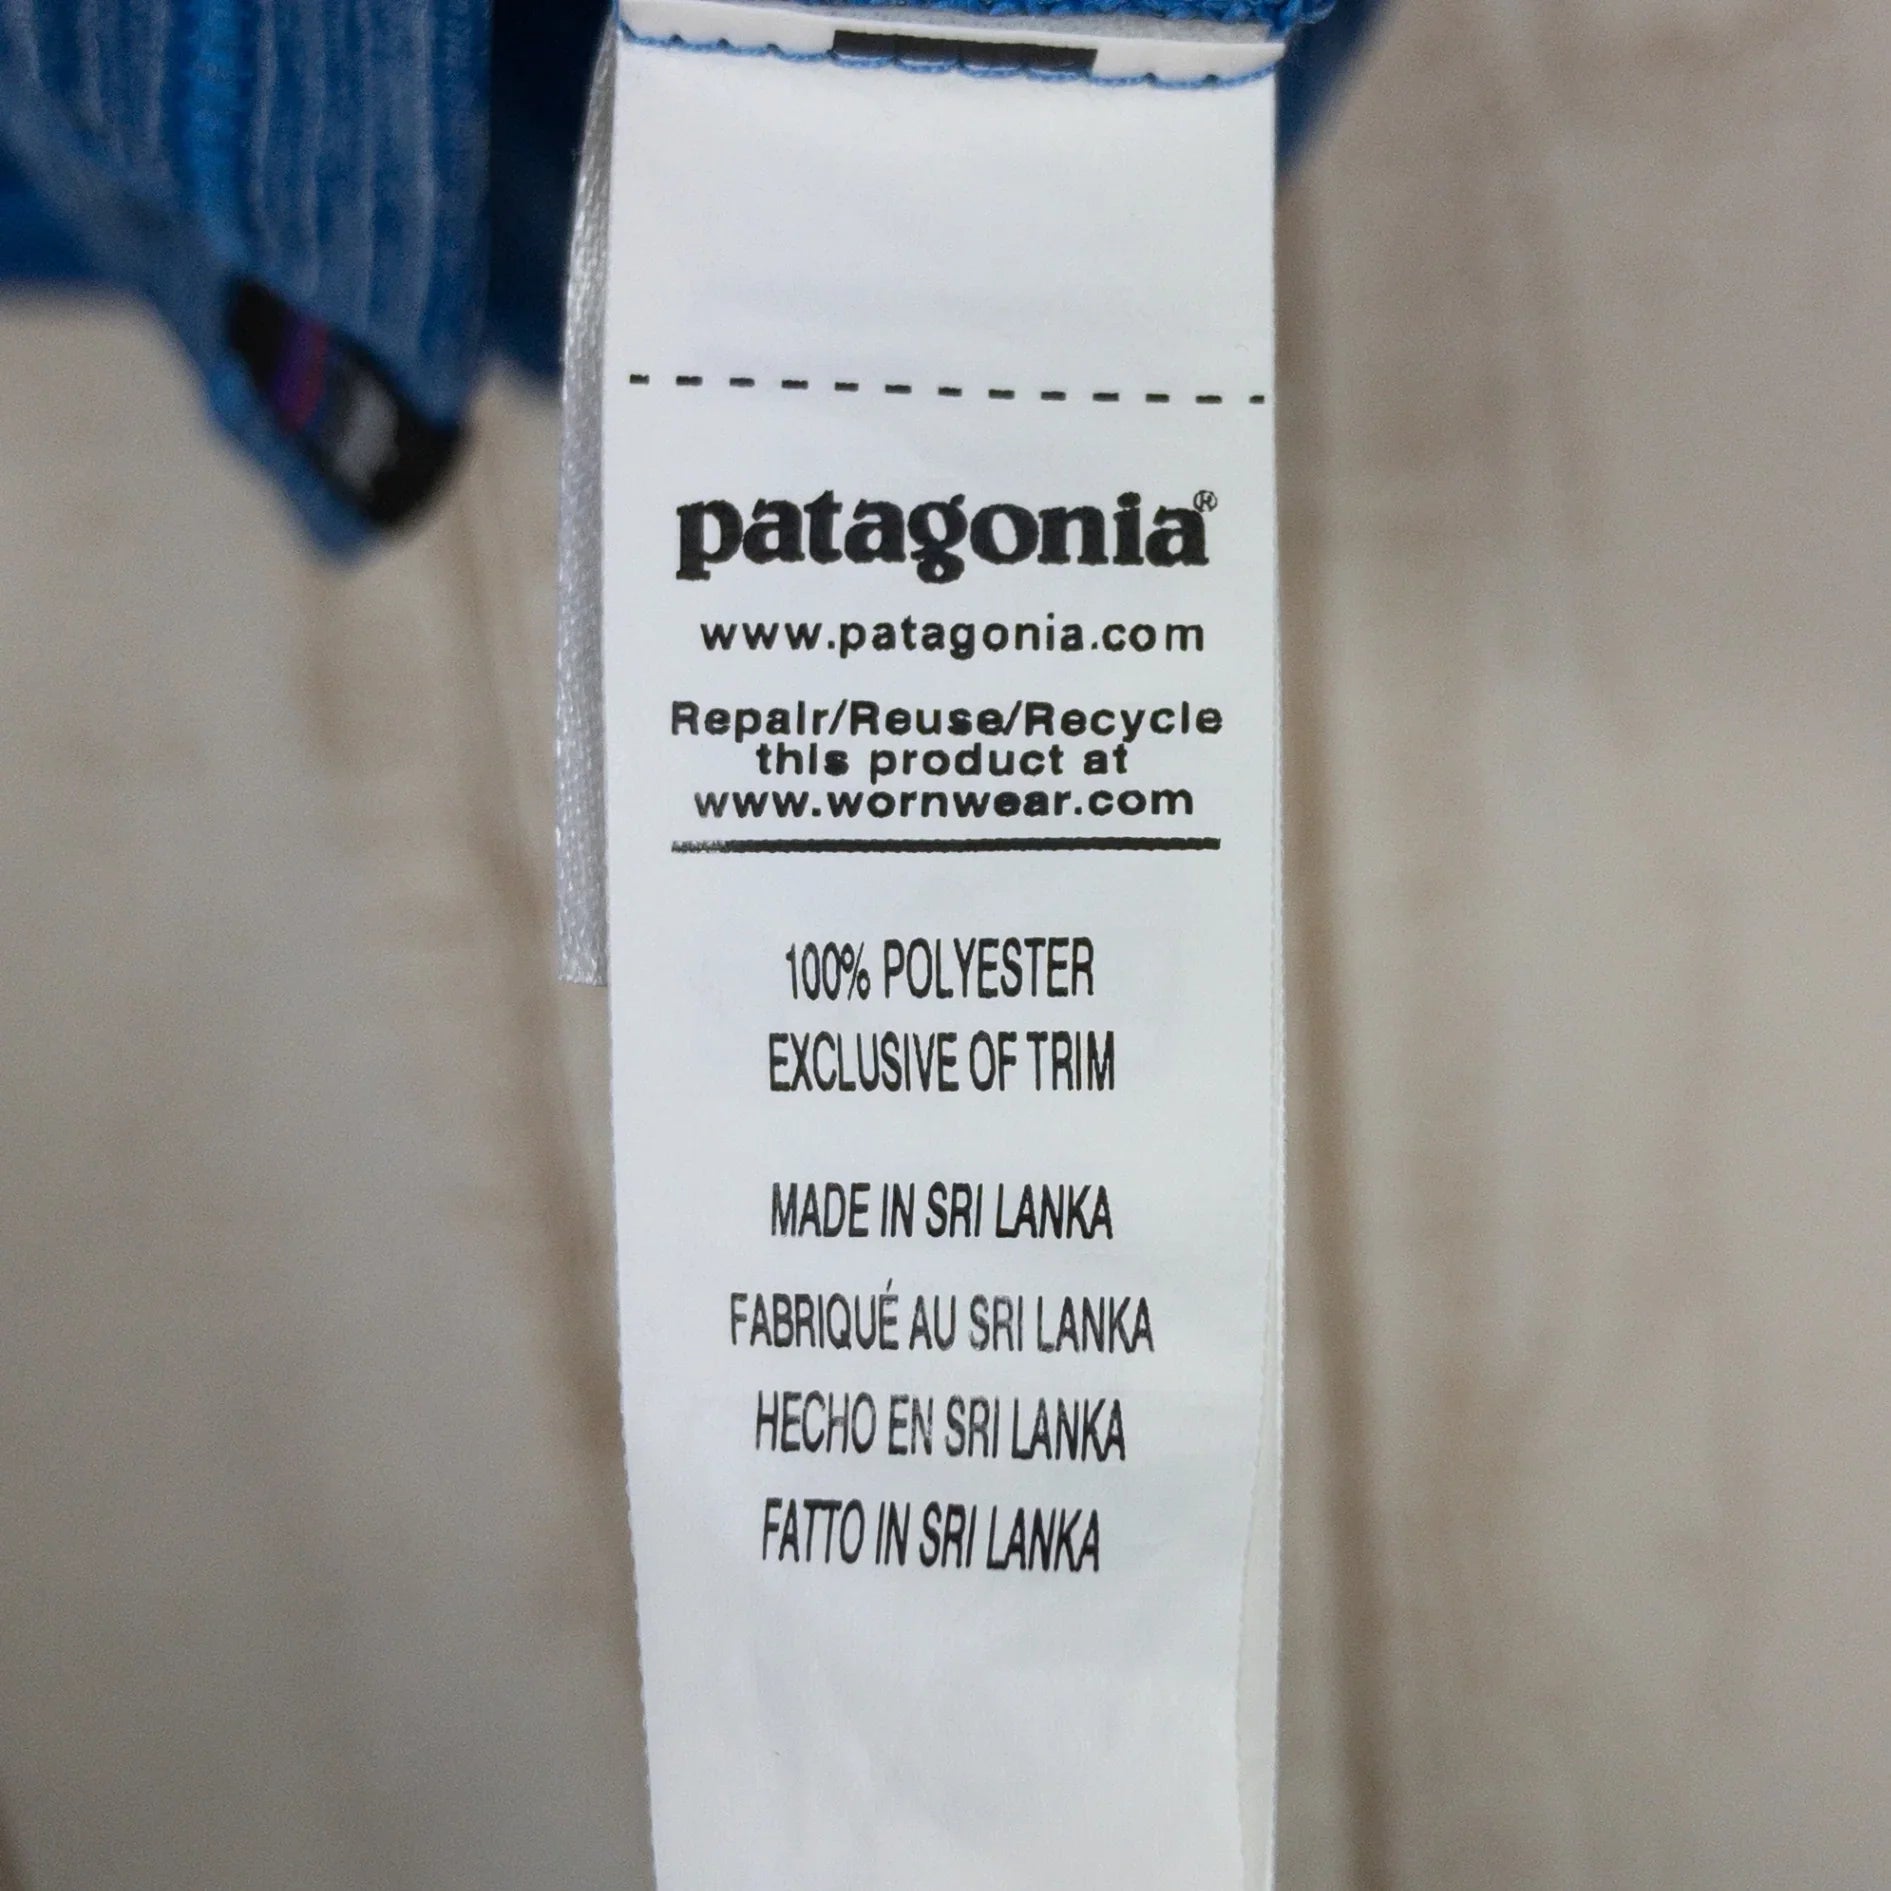 patagonia®
www.patagonia.com
Repair/Reuse/Recycle
this product at
www.wornwear.com
100% POLYESTER
EXCLUSIVE OF TRIM
MADE IN SRI LANKA
FABRIQUÉ AU SRI LANKA
HECHO EN SRI LANKA
FATTO IN SRI LANKA